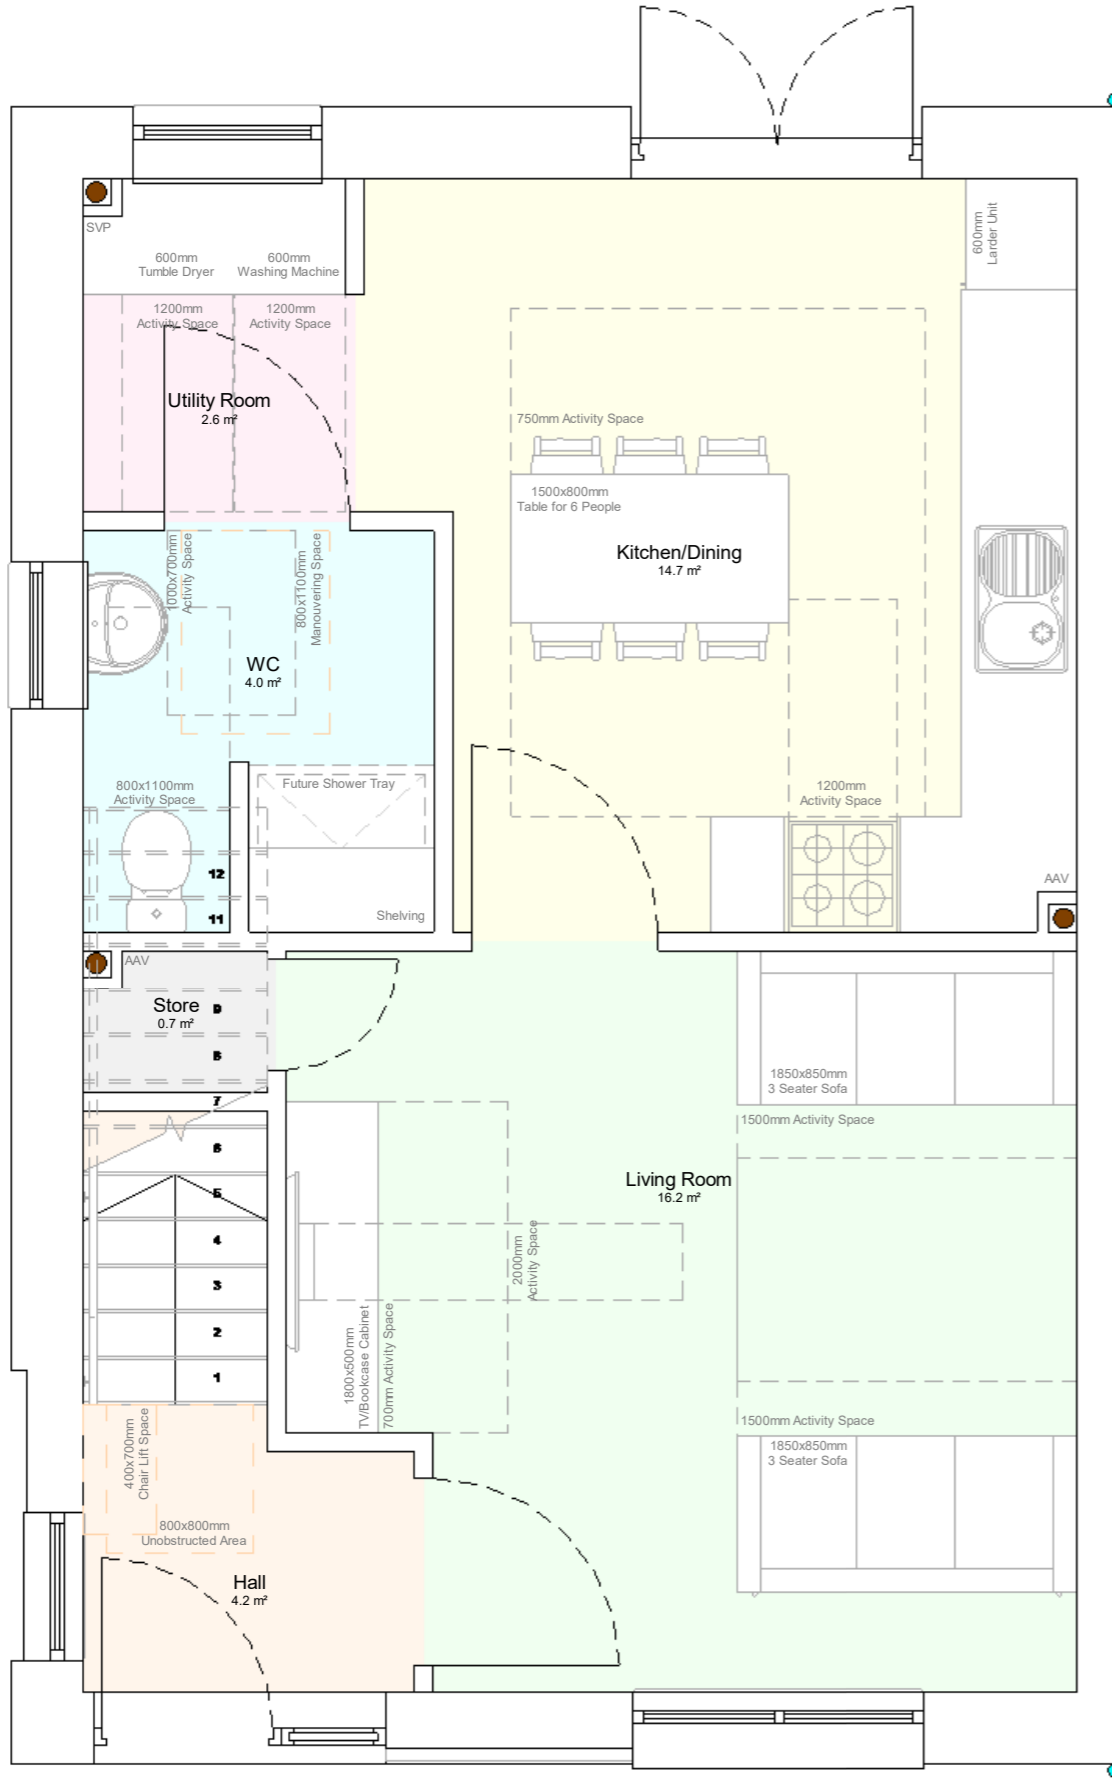 SVP
600mm
Tumble Dryer
600mm
Washing Machine
600mm
Larder Unit
1200mm
Activity Space
1200mm
Activity Space
Utility Room
2.6 m²
750mm Activity Space
1500x800mm
Table for 6 People
Kitchen/Dining
14.7 m²
1000x700mm
Activity Space
800x1100mm
Manouvering Space
WC
4.0 m²
800x1100mm
Activity Space
Future Shower Tray
1200mm
Activity Space
12
11
Shelving
AAV
AAV
Store
0.7 m²
9
8
7
6
5
4
3
2
1
1850x850mm
3 Seater Sofa
1500mm Activity Space
Living Room
16.2 m²
2000mm
Activity Space
1800x500mm
TV/Bookcase Cabinet
700mm Activity Space
1500mm Activity Space
1850x850mm
3 Seater Sofa
400x700mm
Chair Lift Space
800x800mm
Unobstructed Area
Hall
4.2 m²